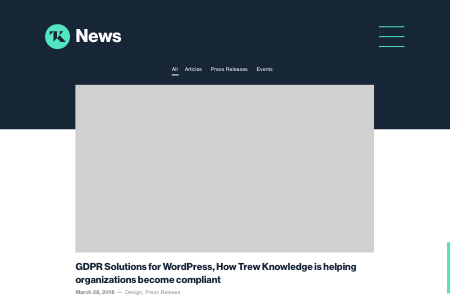 TK News
All Articles Press Releases Events
GDPR Solutions for WordPress, How Trew Knowledge is helping
organizations become compliant
March 28, 2018 — Design, Press Release